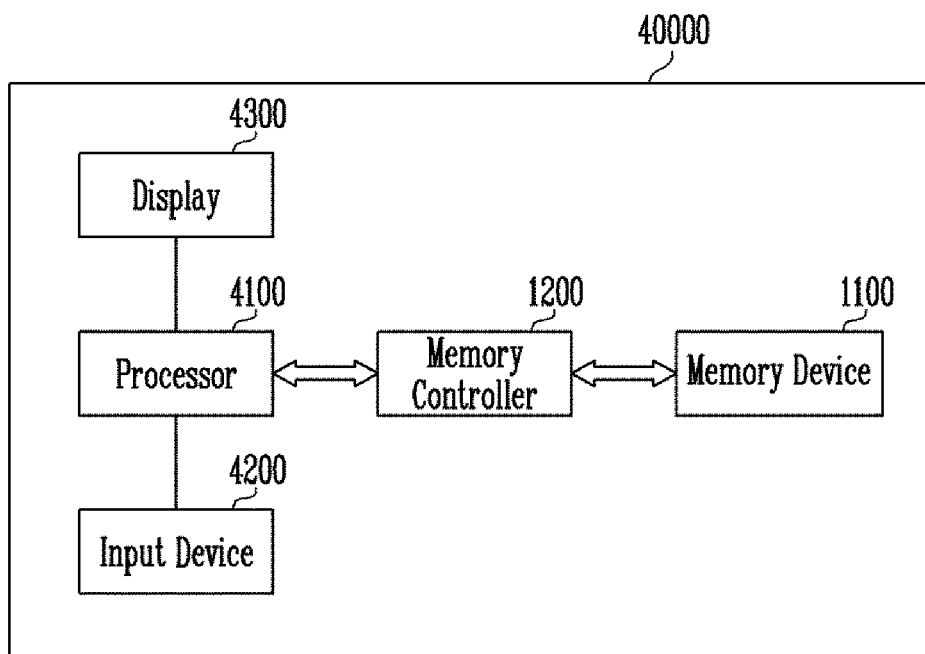 40000
4300
Display
4100
Processor
1200
Memory
Controller
1100
Memory Device
4200
Input Device